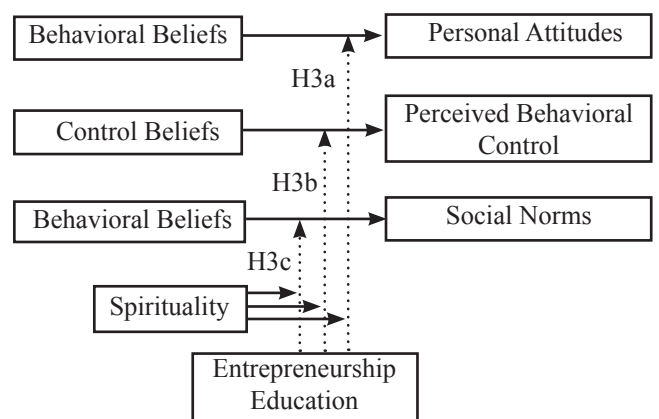 Behavioral Beliefs
Personal Attitudes
H3a
Control Beliefs
Perceived Behavioral
Control
H3b
Behavioral Beliefs
Social Norms
H3c
Spirituality
Entrepreneurship
Education